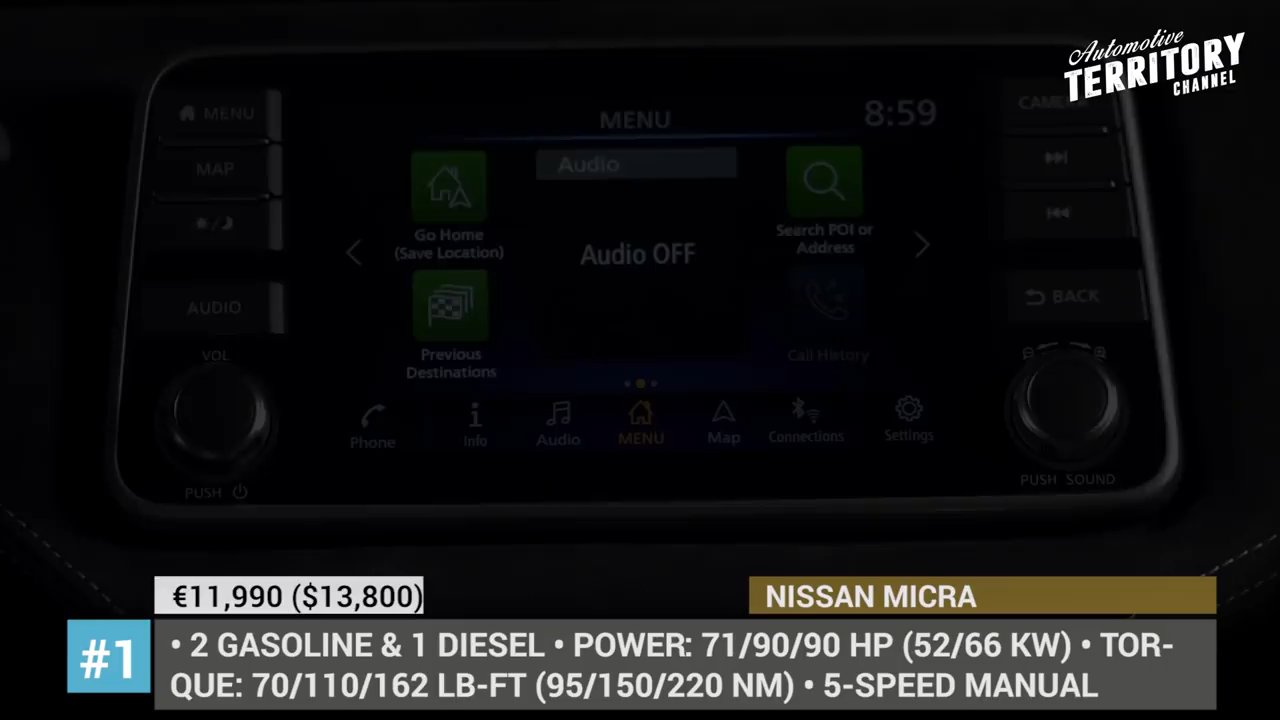 Automotive
TERRITORY
CHANNEL
MENU
MENU
8:59
CAMERA
MAP
Audio
Go Home
(Save Location)
Audio OFF
Search POI or
Address
AUDIO
BACK
VOL
Previous
Destinations
Call History
Phone
Info
Audio
MENU
Map
Connections
Settings
PUSH
PUSH SOUND
€11,990 ($13,800)
NISSAN MICRA
#1
• 2 GASOLINE & 1 DIESEL • POWER: 71/90/90 HP (52/66 KW) • TOR-
QUE: 70/110/162 LB-FT (95/150/220 NM) • 5-SPEED MANUAL